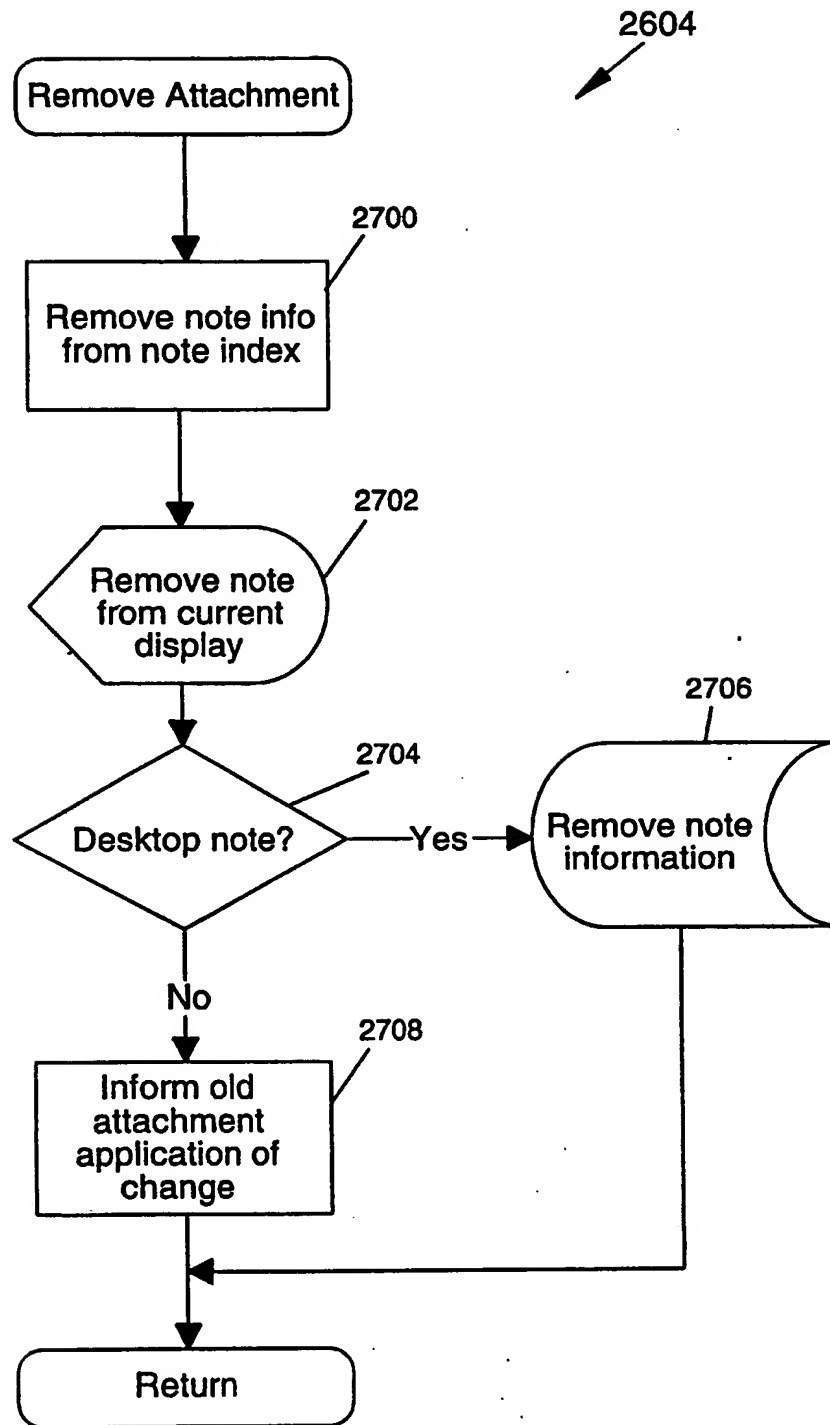 2604
Remove Attachment
2700
Remove note info
from note index
2702
Remove note
from current
display
2704
Desktop note?
Yes
2706
Remove note
information
No
2708
Inform old
attachment
application of
change
Return